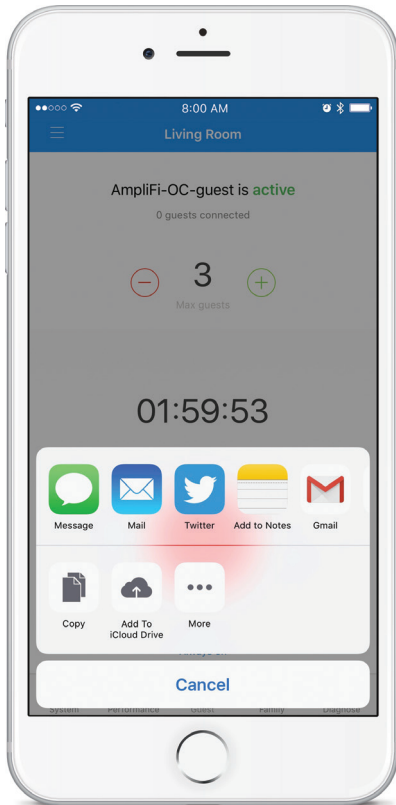 8:00 AM
Living Room
AmpliFi-OC-guest is active
0 guests connected
3
Max guests
01:59:53
Message Mail Twitter Add to Notes Gmail
Copy Add To iCloud Drive More
Cancel
System Performance Guest Family Diagnose